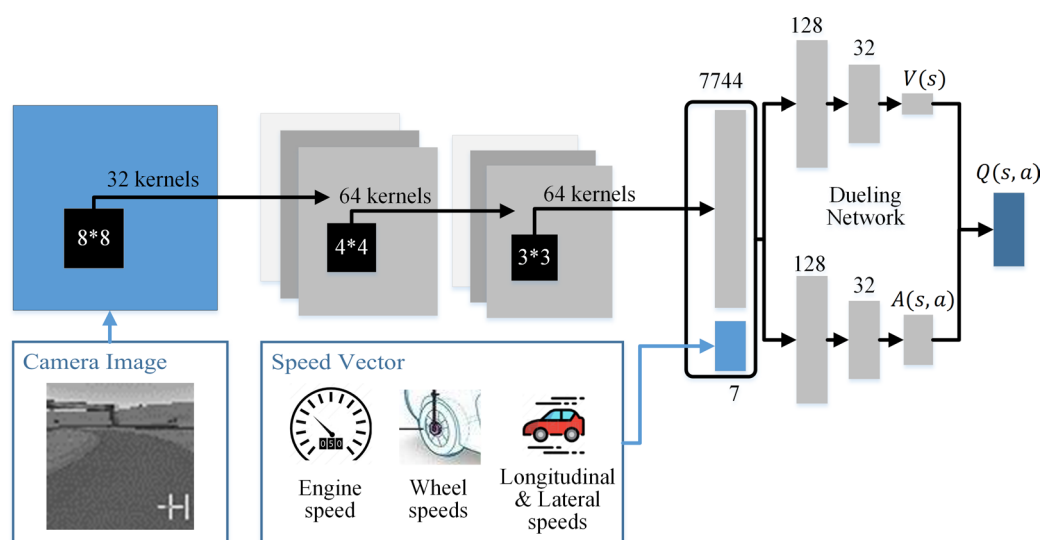 32 kernels
8*8
64 kernels
4*4
64 kernels
3*3
7744
7
128
32
V(s)
Dueling
Network
128
32
A(s,a)
Q(s,a)
Camera Image
Speed Vector
050
Engine
speed
Wheel
speeds
Longitudinal
& Lateral
speeds